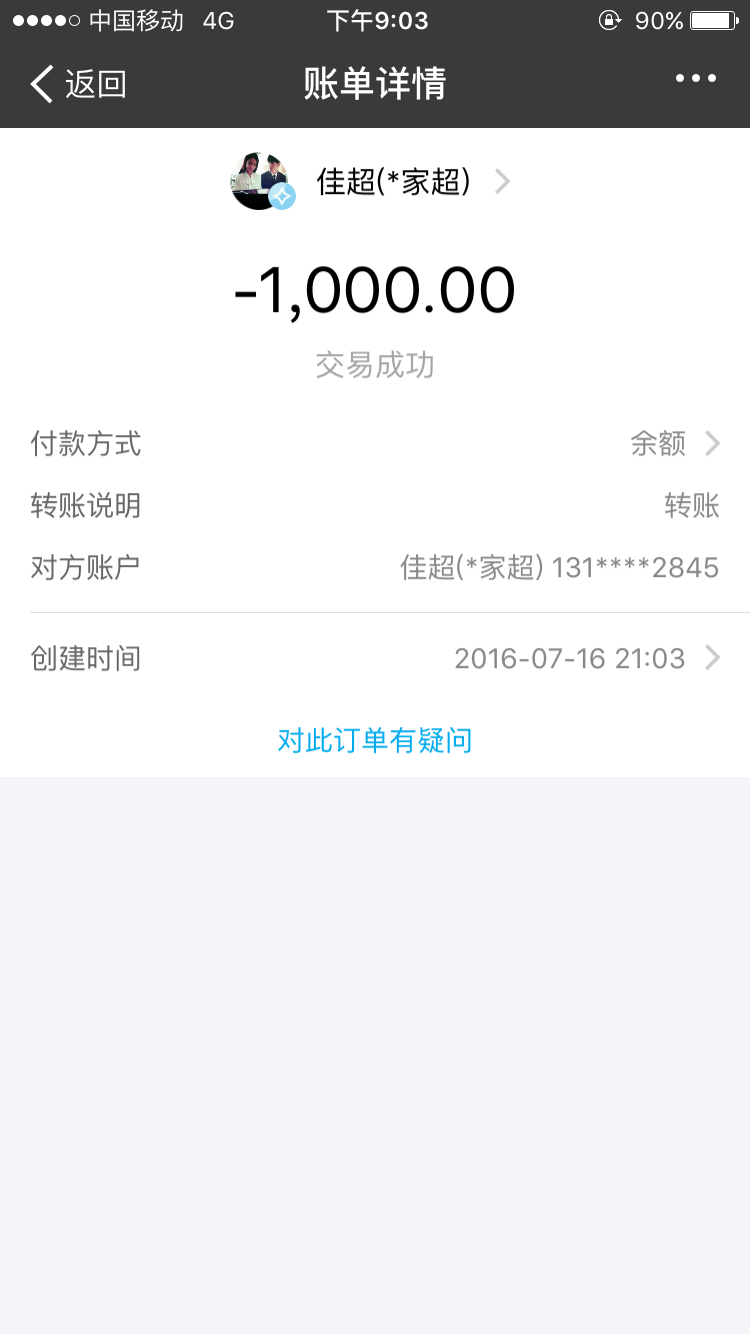 中国移动 4G 下午9:03 90%
返回 账单详情
佳超(*家超)
-1,000.00
交易成功
付款方式 余额
转账说明 转账
对方账户 佳超(*家超) 131****2845
创建时间 2016-07-16 21:03
对此订单有疑问